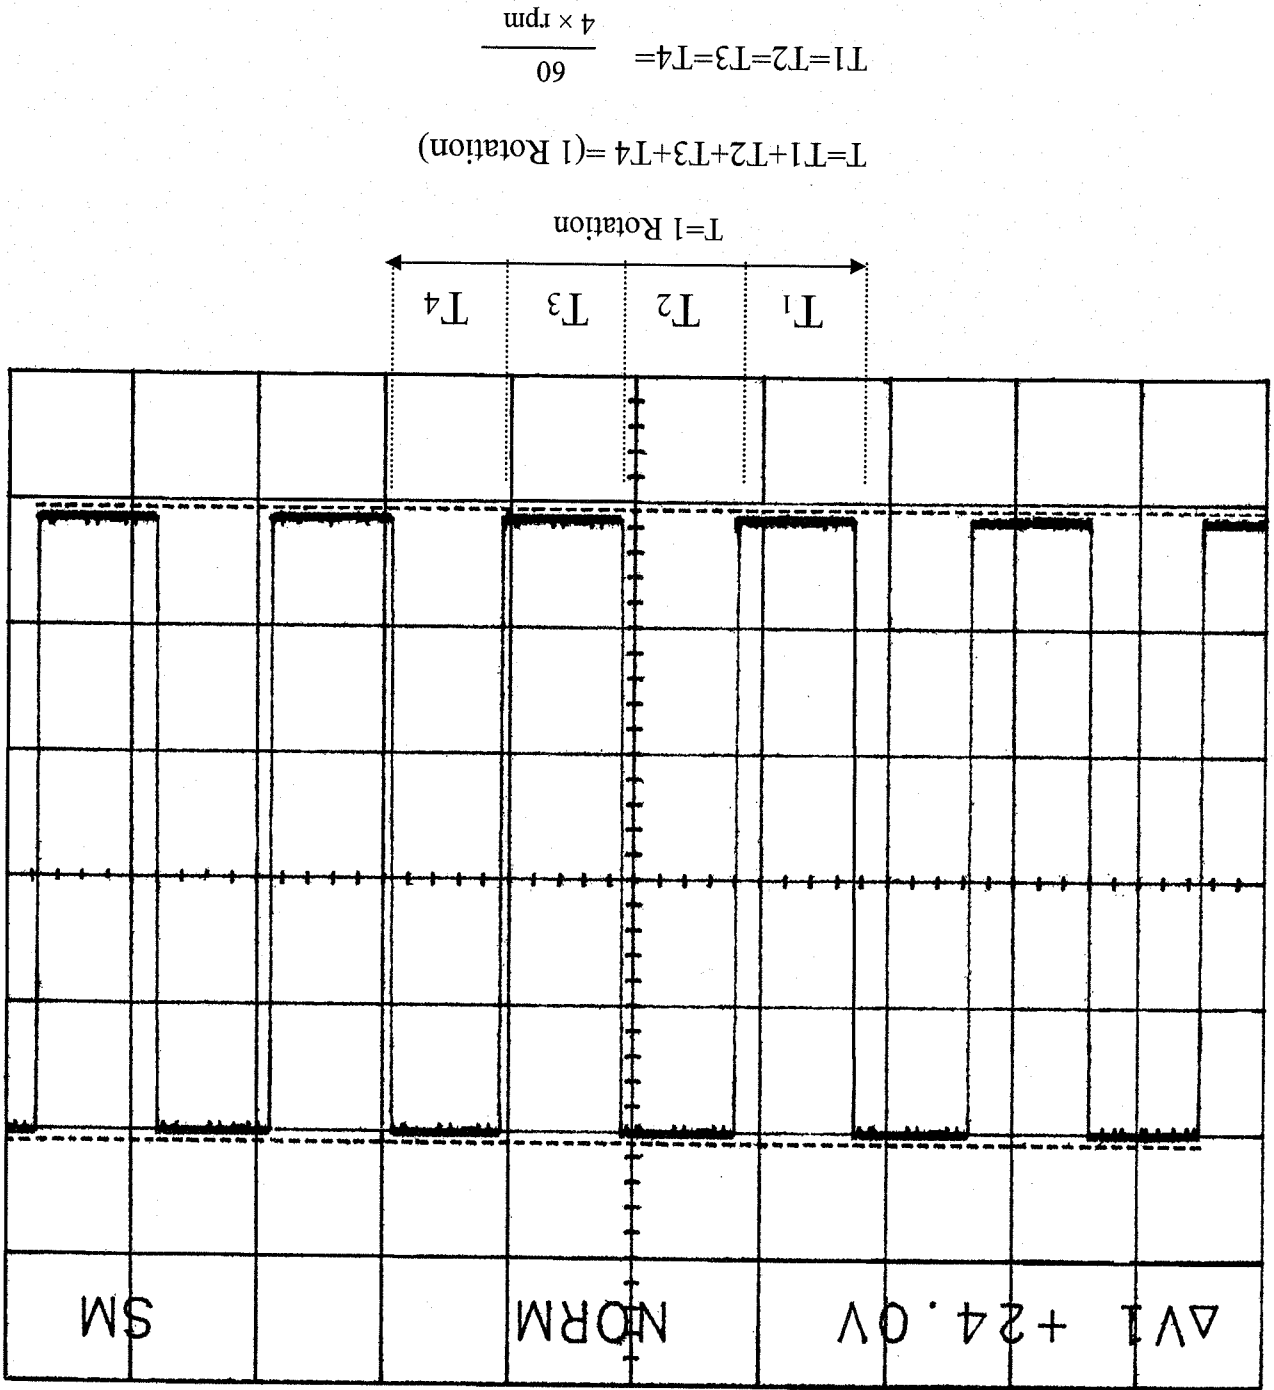 ΔV1 +24.0V NORM SM
T1 T2 T3 T4
T=1 Rotation
T=T1+T2+T3+T4 =(1 Rotation)
T1=T2=T3=T4= 60
4 × rpm